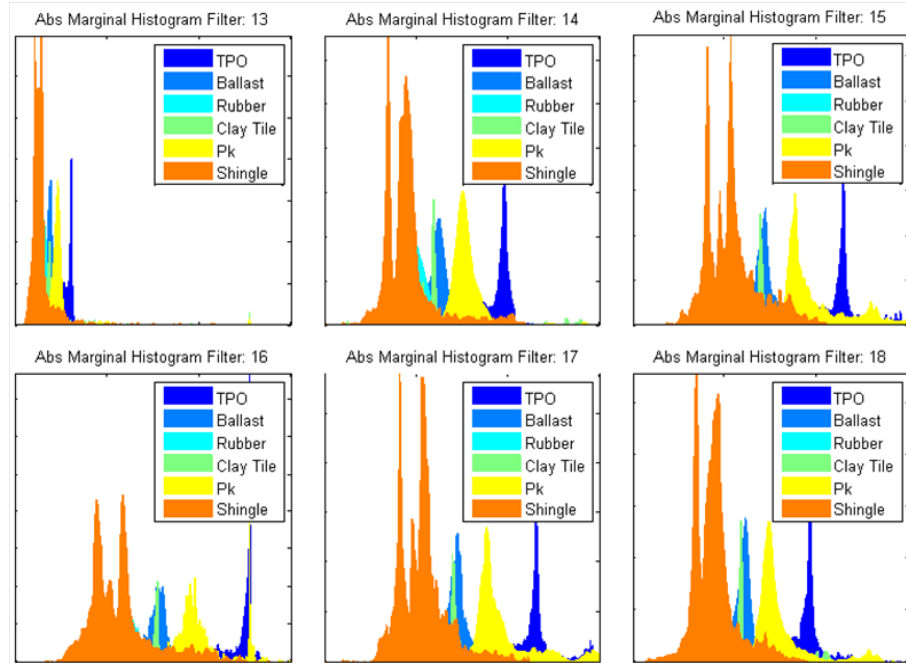 Abs Marginal Histogram Filter: 13
TPO
Ballast
Rubber
Clay Tile
Pk
Shingle
Abs Marginal Histogram Filter: 14
TPO
Ballast
Rubber
Clay Tile
Pk
Shingle
Abs Marginal Histogram Filter: 15
TPO
Ballast
Rubber
Clay Tile
Pk
Shingle
Abs Marginal Histogram Filter: 16
TPO
Ballast
Rubber
Clay Tile
Pk
Shingle
Abs Marginal Histogram Filter: 17
TPO
Ballast
Rubber
Clay Tile
Pk
Shingle
Abs Marginal Histogram Filter: 18
TPO
Ballast
Rubber
Clay Tile
Pk
Shingle